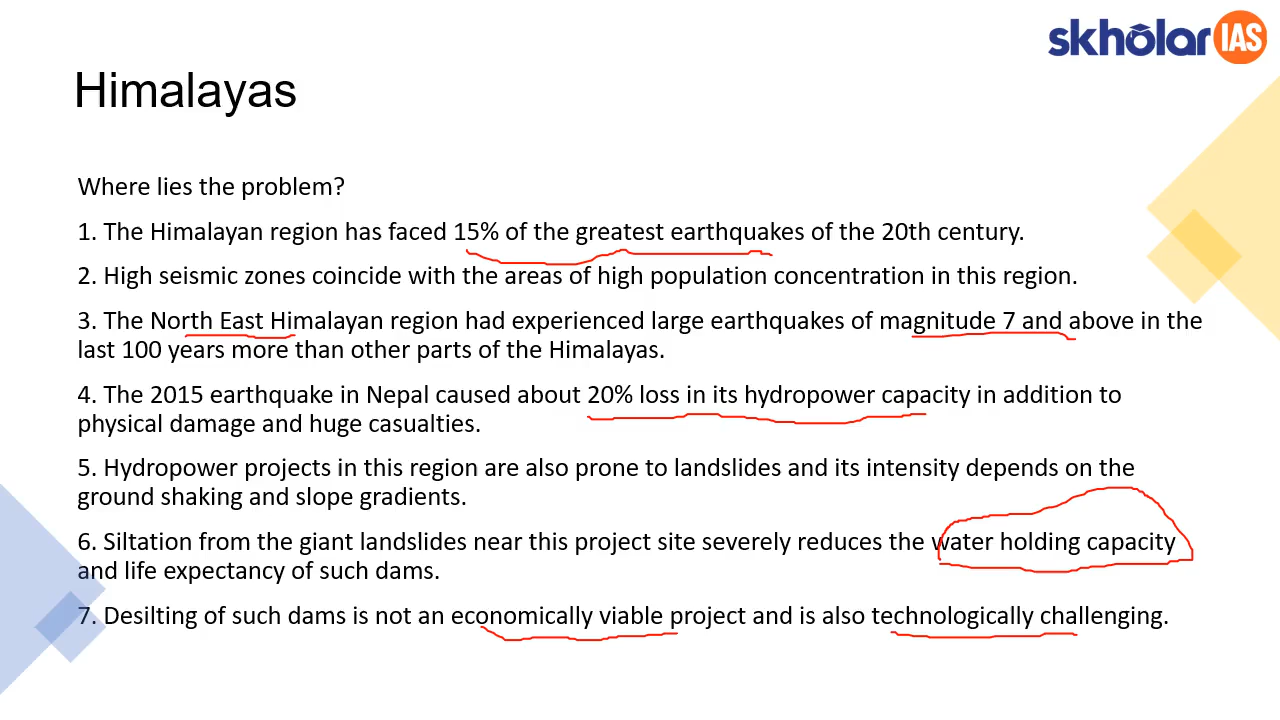 skholar IAS
Himalayas
Where lies the problem?
1. The Himalayan region has faced 15% of the greatest earthquakes of the 20th century.
2. High seismic zones coincide with the areas of high population concentration in this region.
3. The North East Himalayan region had experienced large earthquakes of magnitude 7 and above in the
last 100 years more than other parts of the Himalayas.
4. The 2015 earthquake in Nepal caused about 20% loss in its hydropower capacity in addition to
physical damage and huge casualties.
5. Hydropower projects in this region are also prone to landslides and its intensity depends on the
ground shaking and slope gradients.
6. Siltation from the giant landslides near this project site severely reduces the water holding capacity
and life expectancy of such dams.
7. Desilting of such dams is not an economically viable project and is also technologically challenging.